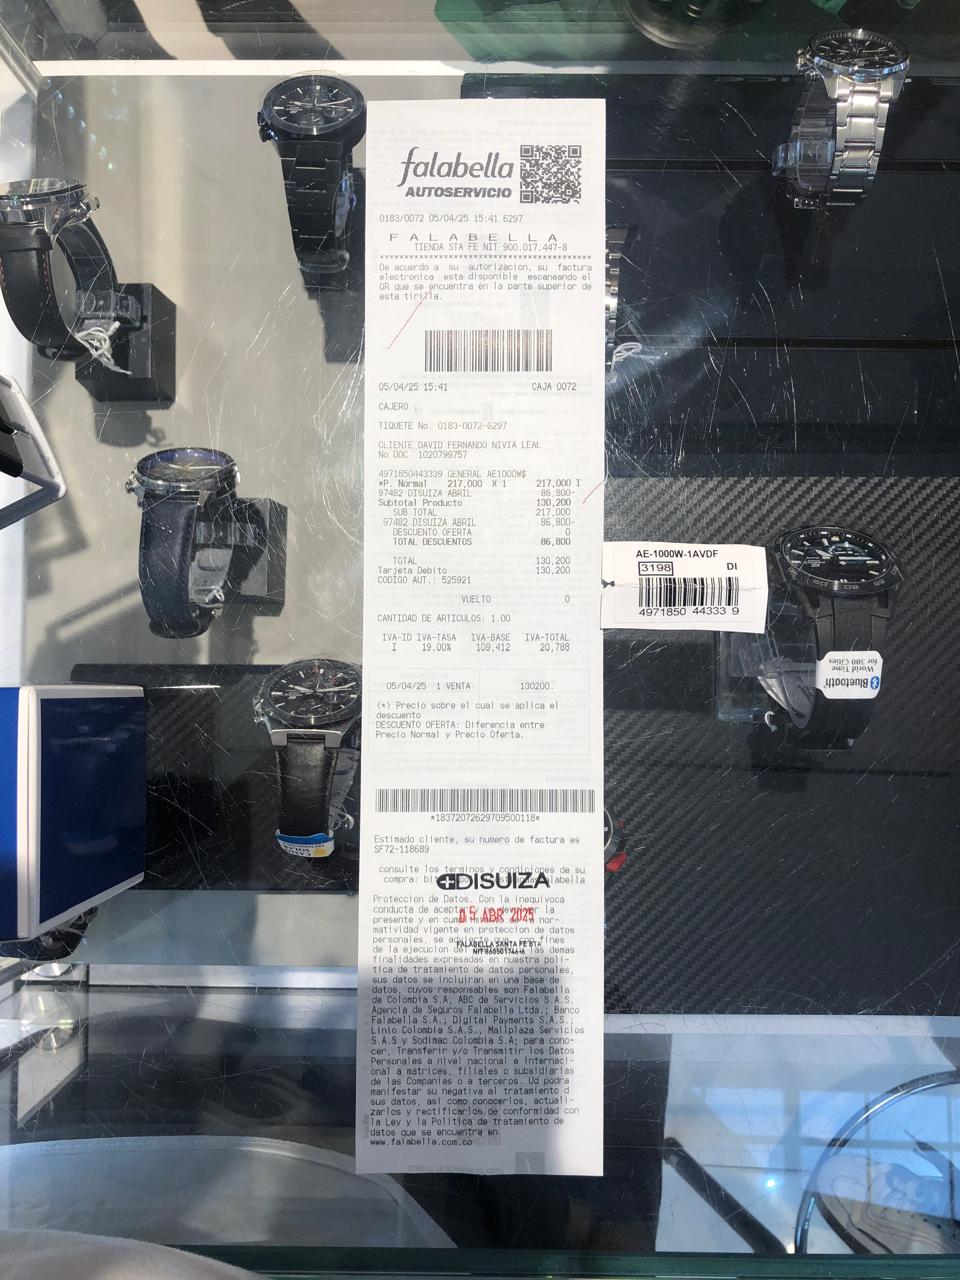 falabella
AUTOSERVICIO
0183/0072 05/04/25 15:41 6297
FALABELLA
TIENDA STA FE NIT 900.017.447-8
De acuerdo a su autorizacion, su factura
electronica esta disponible escaneando el
QR que se encuentra en la parte superior de
esta tirilla.
05/04/25 15:41 CAJA 0072
CAJERO :
TIQUETE No. 0183-0072-6297
CLIENTE DAVID FERNANDO NIVIA LEAL
No DOC 1020799757
4971850443339 GENERAL AE1000W$
*P. Normal 217,000 X 1 217,000 I
97482 DISUIZA ABRIL 86,800-
Subtotal Producto 130,200
SUB TOTAL 217,000
97482 DISUIZA ABRIL 86,800-
DESCUENTO OFERTA 0
TOTAL DESCUENTOS 86,800
TOTAL 130,200
Tarjeta Debito 130,200
CODIGO AUT.: 525921
VUELTO 0
CANTIDAD DE ARTICULOS: 1.00
IVA-ID IVA-TASA IVA-BASE IVA-TOTAL
I 19.00% 109,412 20,788
05/04/25 1 VENTA 130200.
(*) Precio sobre el cual se aplica el
descuento
DESCUENTO OFERTA: Diferencia entre
Precio Normal y Precio Oferta.
*18372072629709500118*
Estimado cliente, su numero de factura es
SF72-118689
consulte los terminos y condiciones de su
compra: falabella
DISUIZA
05 ABR 2025
FALABELLA SANTA FE BTA
Proteccion de Datos. Con la inequivoca
conducta de la
presente y en la nor-
matividad vigente en proteccion de datos
personales, se advierte que, con fines
de la ejecucion las demas
finalidades expresadas en nuestra poli-
tica de tratamiento de datos personales,
sus datos se incluiran en una base de
datos, cuyos responsables son Falabella
de Colombia S.A, ABC de Servicios S.A.S.
Agencia de Seguros Falabella Ltda.; Banco
Falabella S.A.; Digital Payments S.A.S.;
Linio Colombia S.A.S., Mallplaza Servicios
S.A.S y Sodimac Colombia S.A; para cono-
cer, Transferir y/o Transmitir los Datos
Personales a nivel nacional e internaci-
onal a matrices, filiales o subsidiarias
de las Companias o a terceros. Ud podra
manifestar su negativa al tratamiento d
sus datos, asi como conocerlos, actuali-
zarlos y rectificarlos de conformidad con
la Ley y la Politica de tratamiento de
datos que se encuentra en
www.falabella.com.co
AE-1000W-1AVDF
3198 DI
4971850 44333 9
Bluetooth
World Time
for 300 Cities